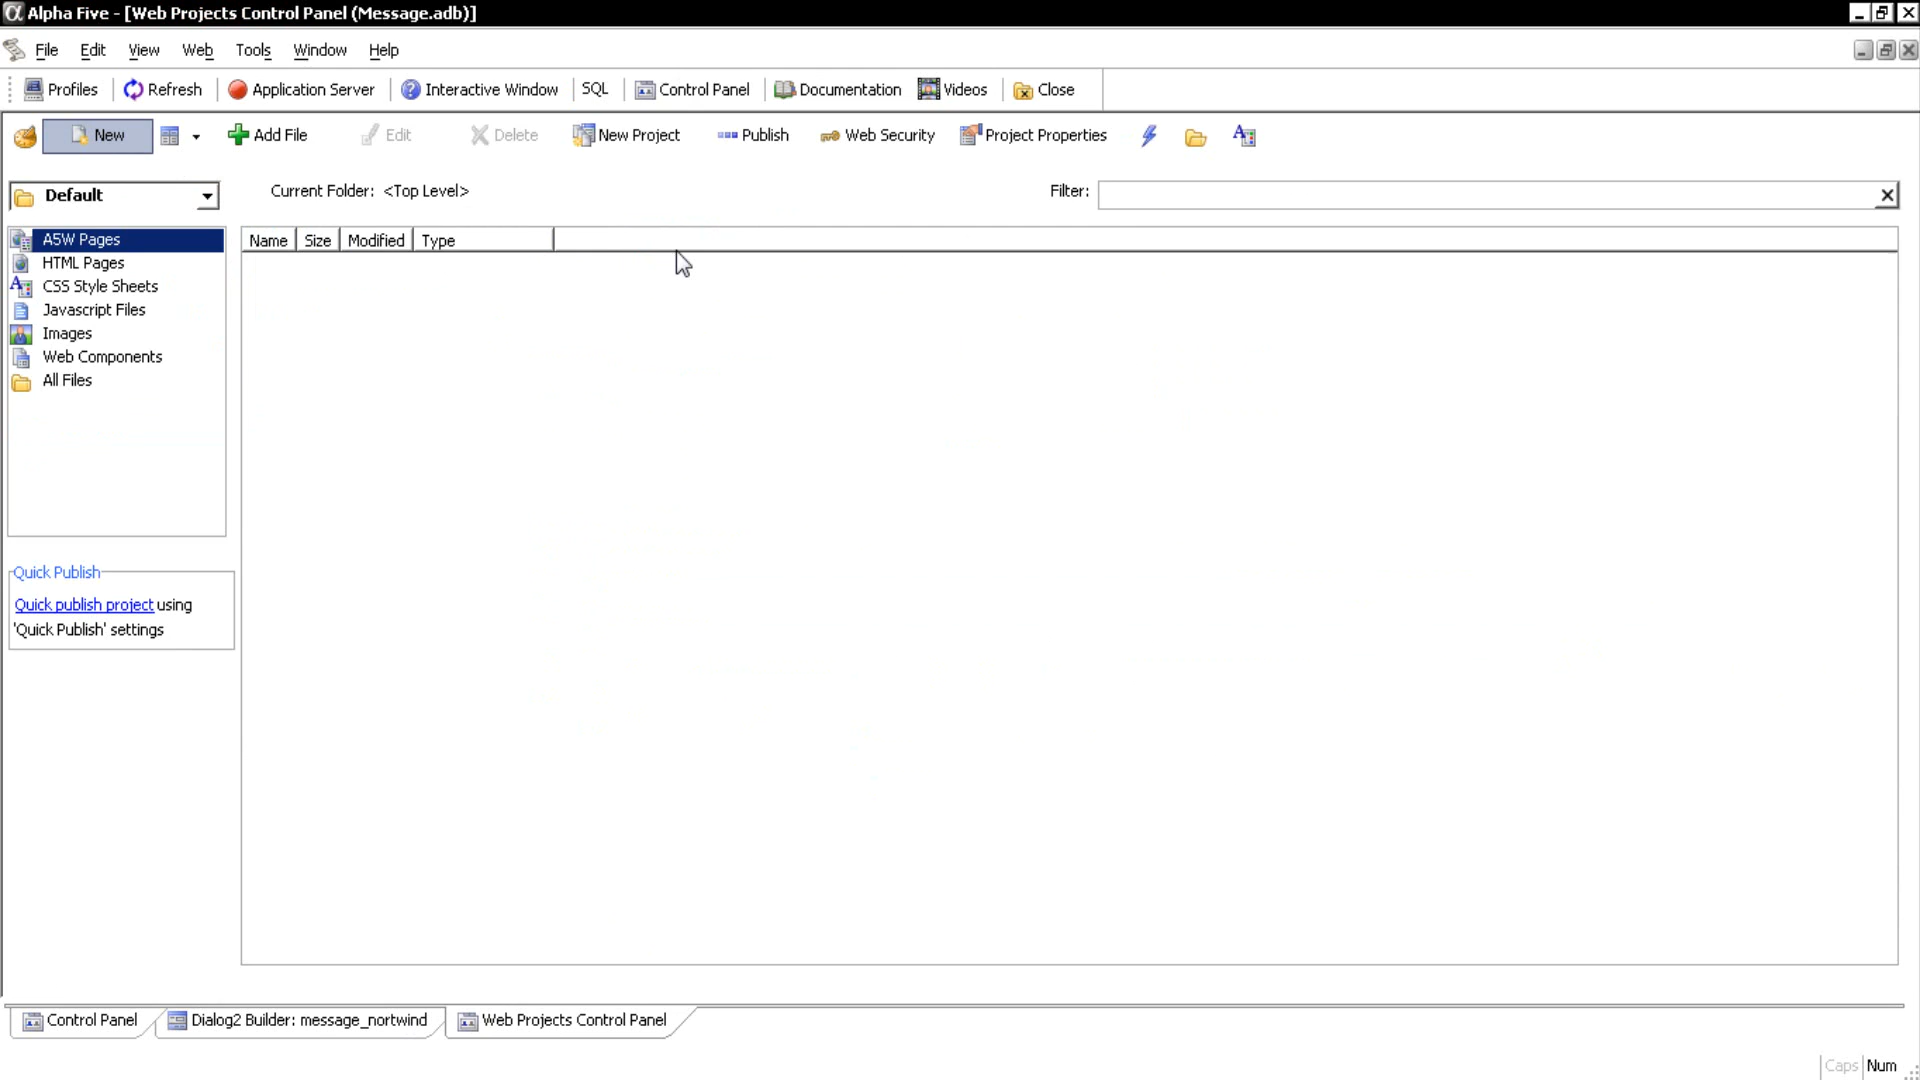 Alpha Five - [Web Projects Control Panel (Message.adb)]
File Edit View Web Tools Window Help
Profiles Refresh Application Server Interactive Window SQL Control Panel Documentation Videos Close
New Add File Edit Delete New Project Publish Web Security Project Properties
Default
Current Folder: <Top Level>
Filter:
Name Size Modified Type
A5W Pages
HTML Pages
CSS Style Sheets
Javascript Files
Images
Web Components
All Files
Quick Publish
Quick publish project using
'Quick Publish' settings
Control Panel Dialog2 Builder: message_nortwind Web Projects Control Panel
Caps Num